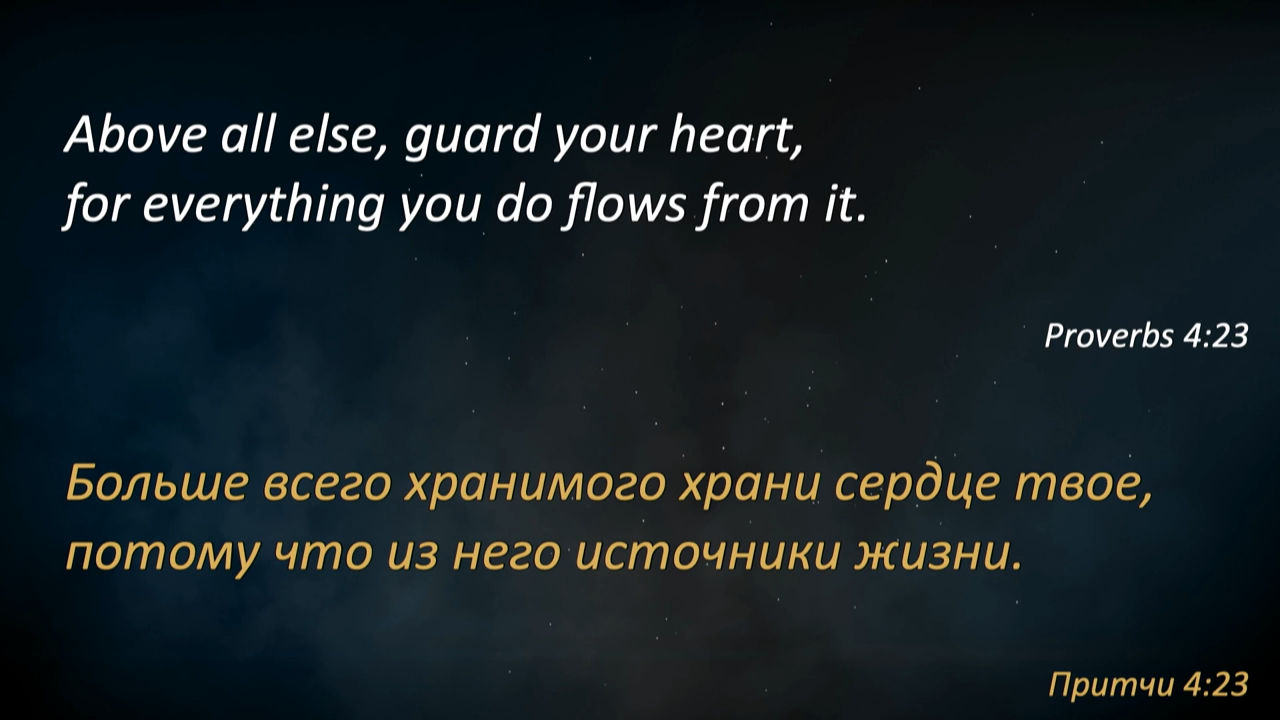 Above all else, guard your heart,
for everything you do flows from it.
Proverbs 4:23
Больше всего хранимого храни сердце твое,
потому что из него источники жизни.
Притчи 4:23